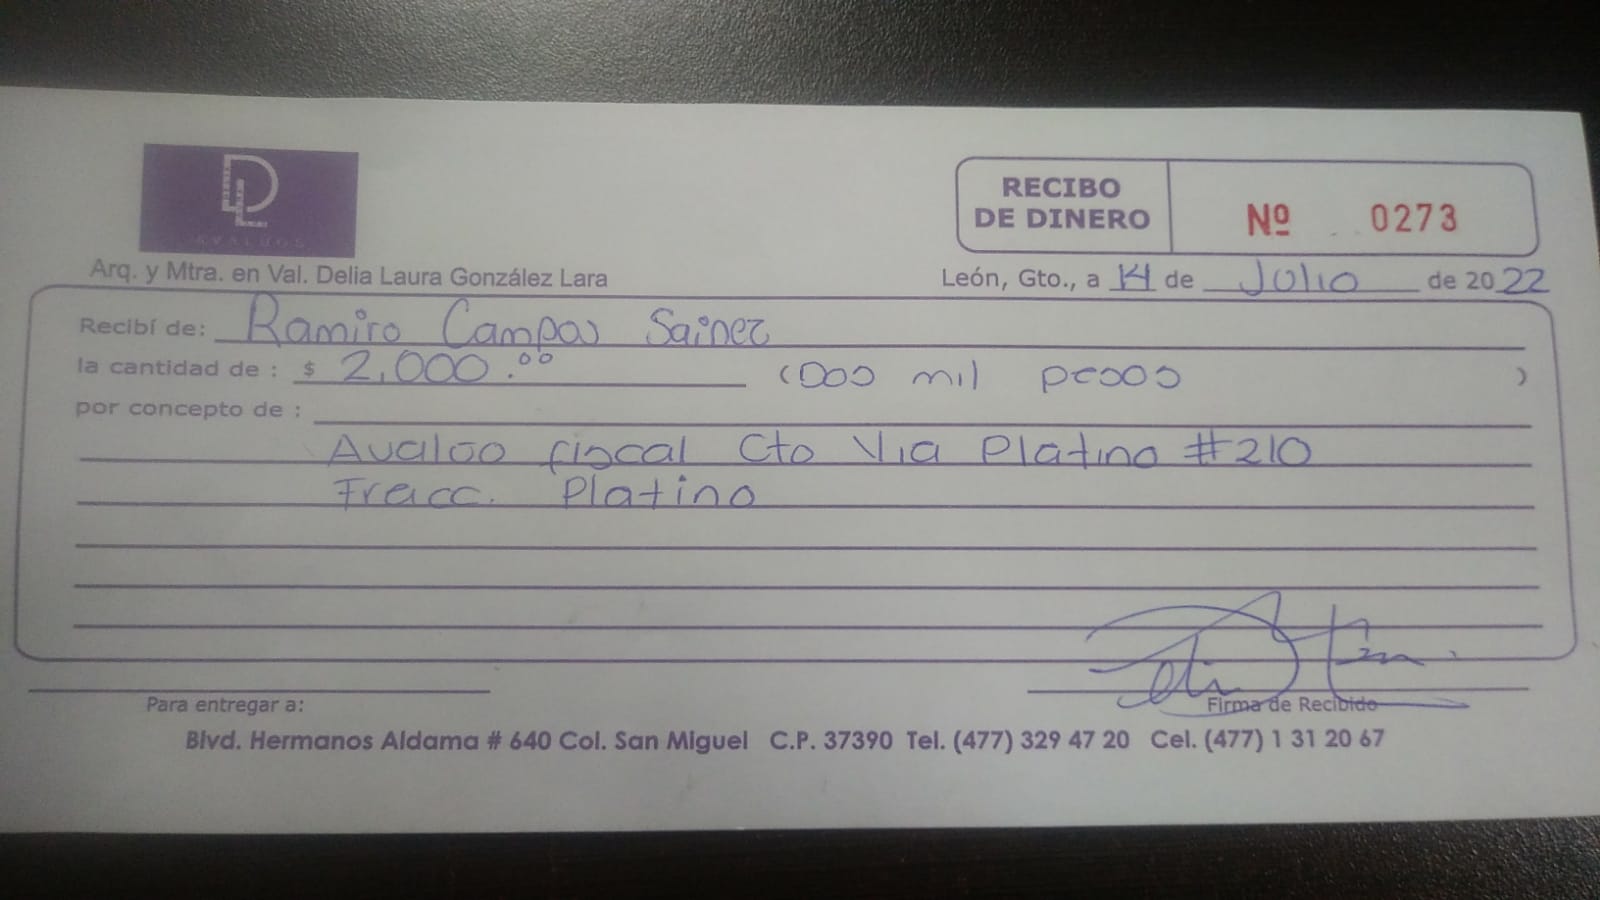 DL
AVALUOS
RECIBO
DE DINERO
Nº 0273
Arq. y Mtra. en Val. Delia Laura González Lara
León, Gto., a 14 de Julio de 2022
Recibí de: Ramiro Campos Sainez
la cantidad de : $ 2,000.00 (Dos mil pesos )
por concepto de :
Avaluo fiscal Cto Via Platino #210
Fracc. Platino
Para entregar a:
Firma de Recibido
Blvd. Hermanos Aldama # 640 Col. San Miguel C.P. 37390 Tel. (477) 329 47 20 Cel. (477) 1 31 20 67